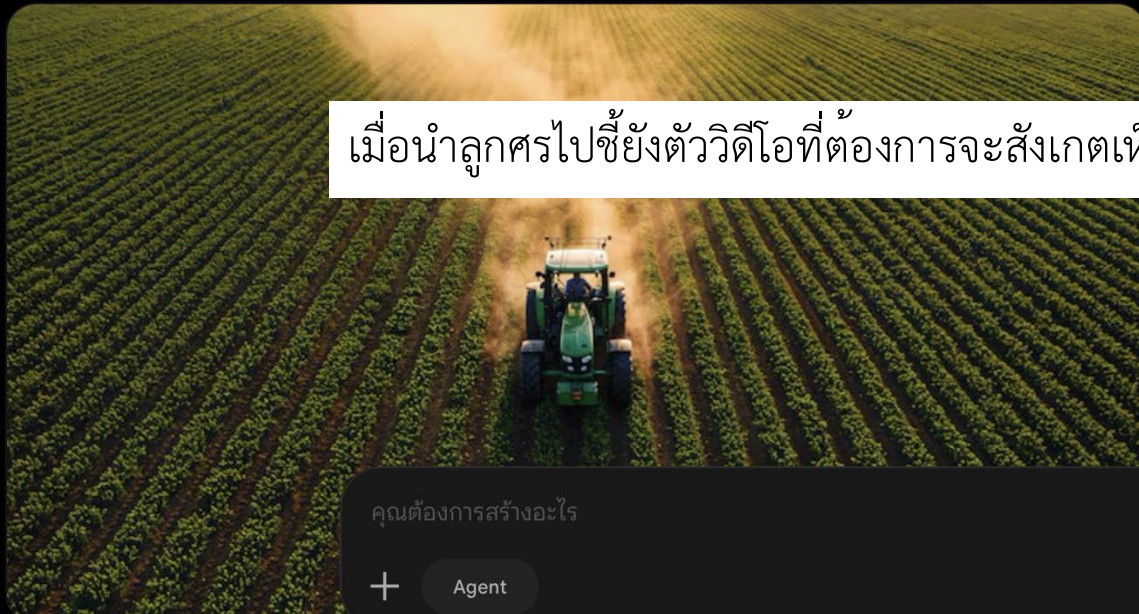 เมื่อนำลูกศรไปชี้ยังตัววิดีโอที่ต้องการจะสังเกต
คุณต้องการสร้างอะไร
Agent